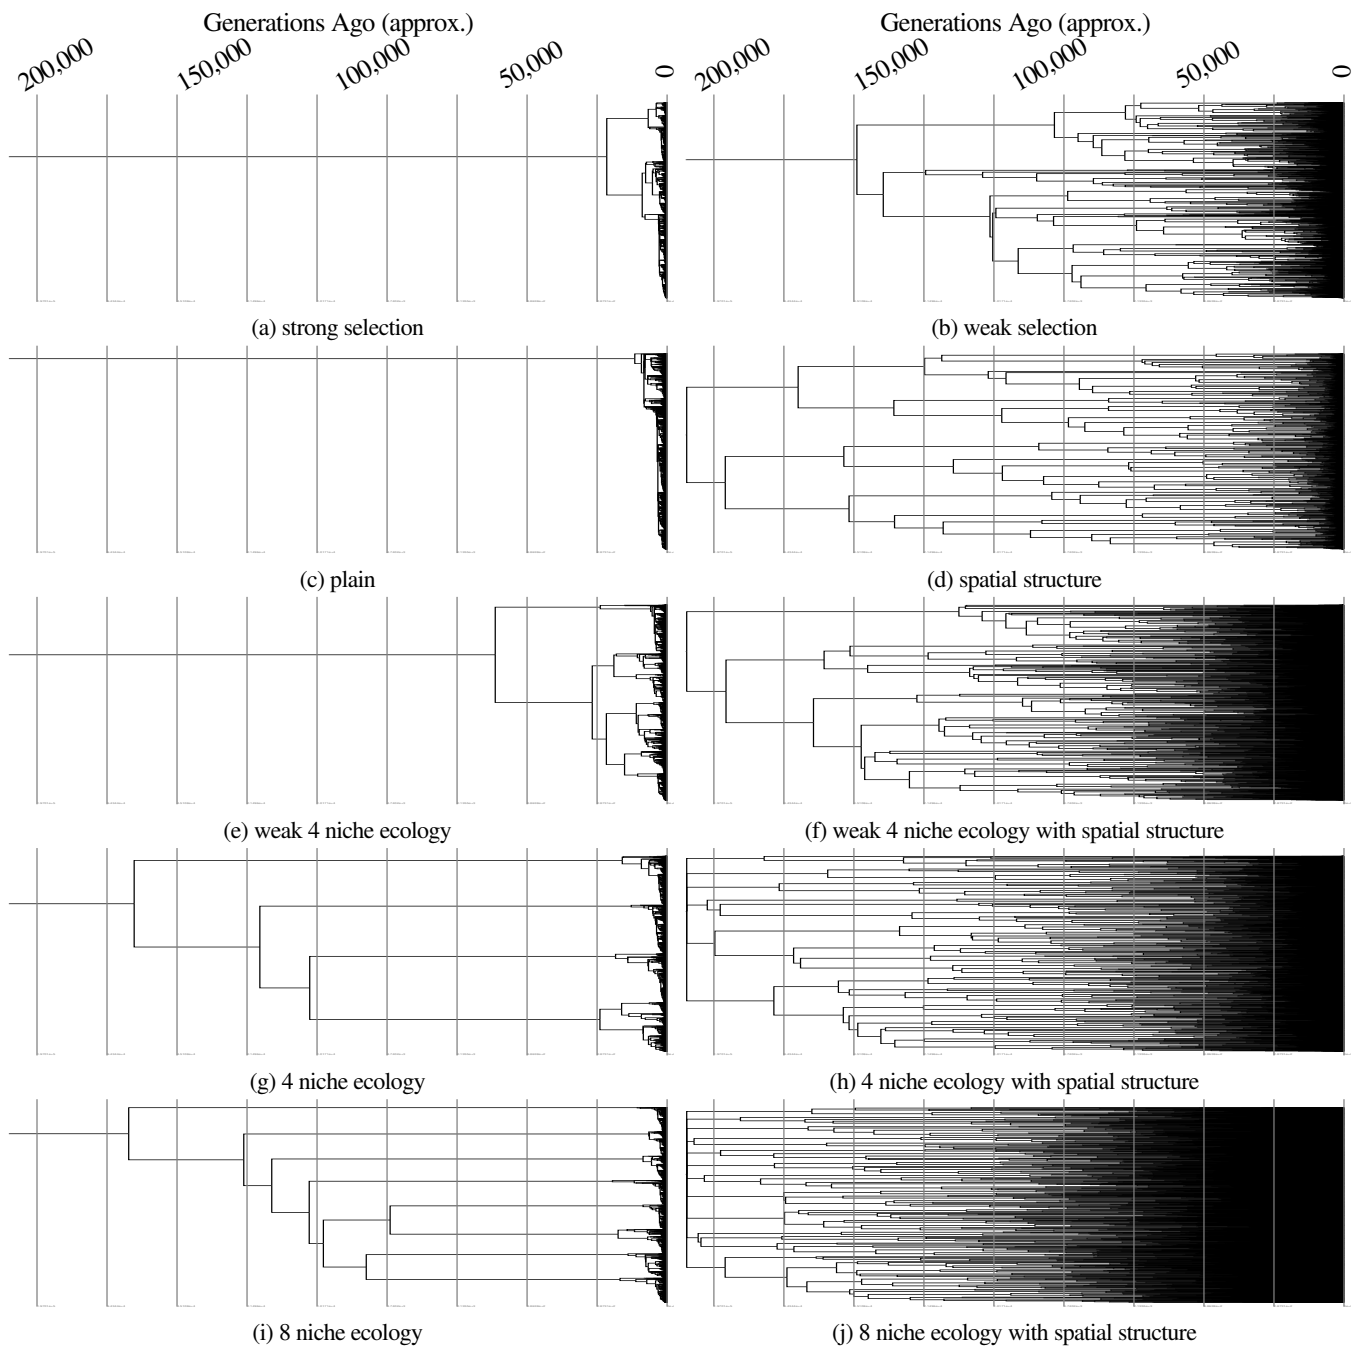 Generations Ago (approx.) Generations Ago (approx.)
200,000 150,000 100,000 50,000 0 200,000 150,000 100,000 50,000 0
(a) strong selection (b) weak selection
(c) plain (d) spatial structure
(e) weak 4 niche ecology (f) weak 4 niche ecology with spatial structure
(g) 4 niche ecology (h) 4 niche ecology with spatial structure
(i) 8 niche ecology (j) 8 niche ecology with spatial structure